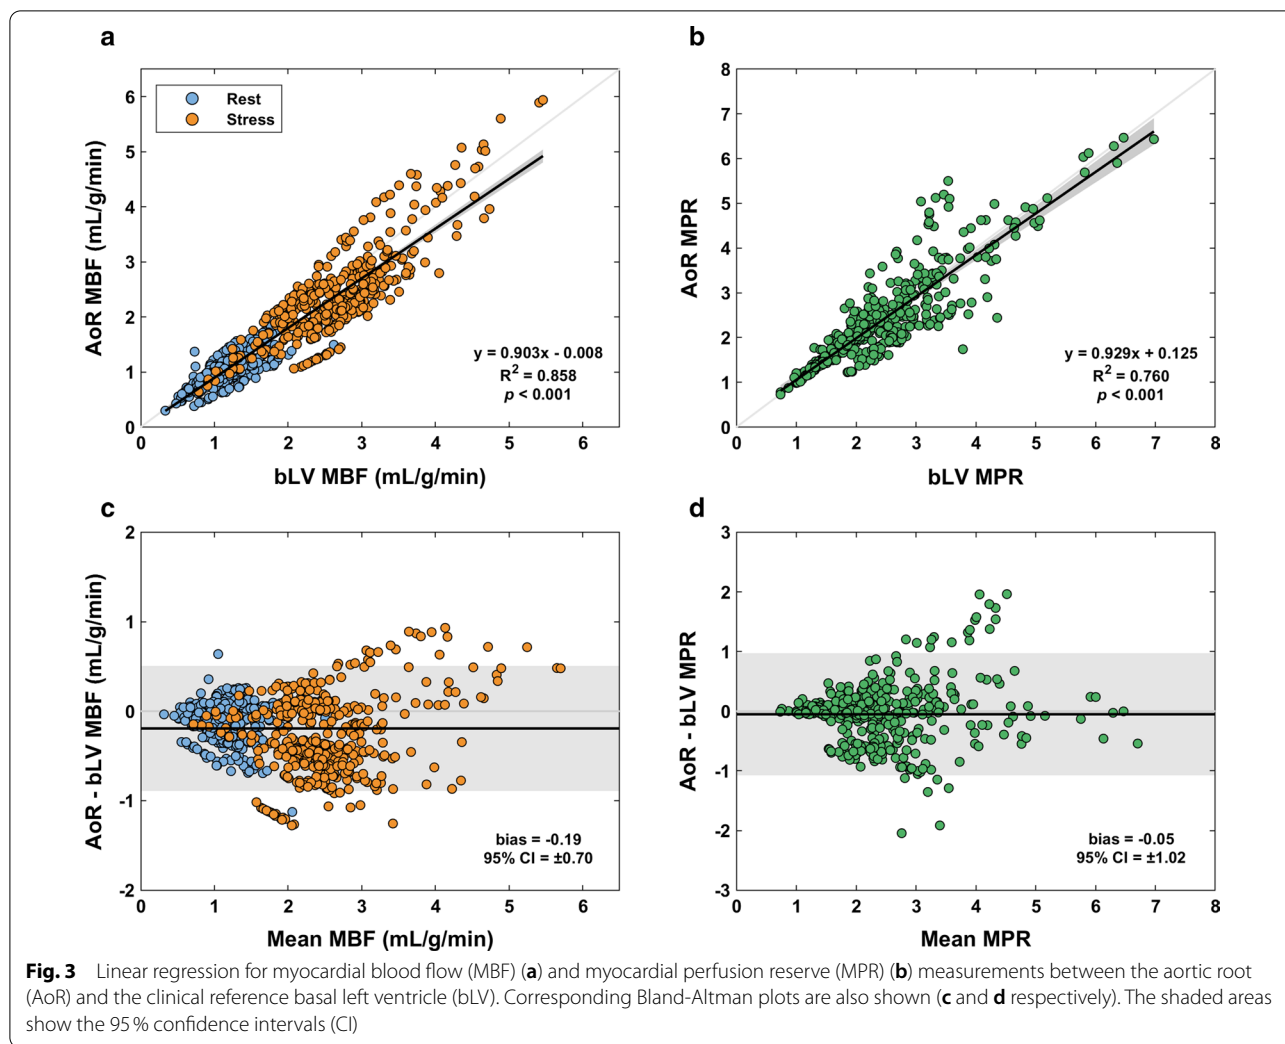 a
AoR MBF (mL/g/min)
6
5
4
3
2
1
0
Rest
Stress
y = 0.903x - 0.008
R² = 0.858
p < 0.001
0 1 2 3 4 5 6
bLV MBF (mL/g/min)
b
AoR MPR
8
7
6
5
4
3
2
1
0
y = 0.929x + 0.125
R² = 0.760
p < 0.001
0 1 2 3 4 5 6 7 8
bLV MPR
c
AoR - bLV MBF (mL/g/min)
2
1
0
-1
-2
bias = -0.19
95% CI = ±0.70
0 1 2 3 4 5 6
Mean MBF (mL/g/min)
d
AoR - bLV MPR
3
2
1
0
-1
-2
-3
bias = -0.05
95% CI = ±1.02
0 1 2 3 4 5 6 7 8
Mean MPR
Fig. 3 Linear regression for myocardial blood flow (MBF) (a) and myocardial perfusion reserve (MPR) (b) measurements between the aortic root
(AoR) and the clinical reference basal left ventricle (bLV). Corresponding Bland-Altman plots are also shown (c and d respectively). The shaded areas
show the 95 % confidence intervals (CI)